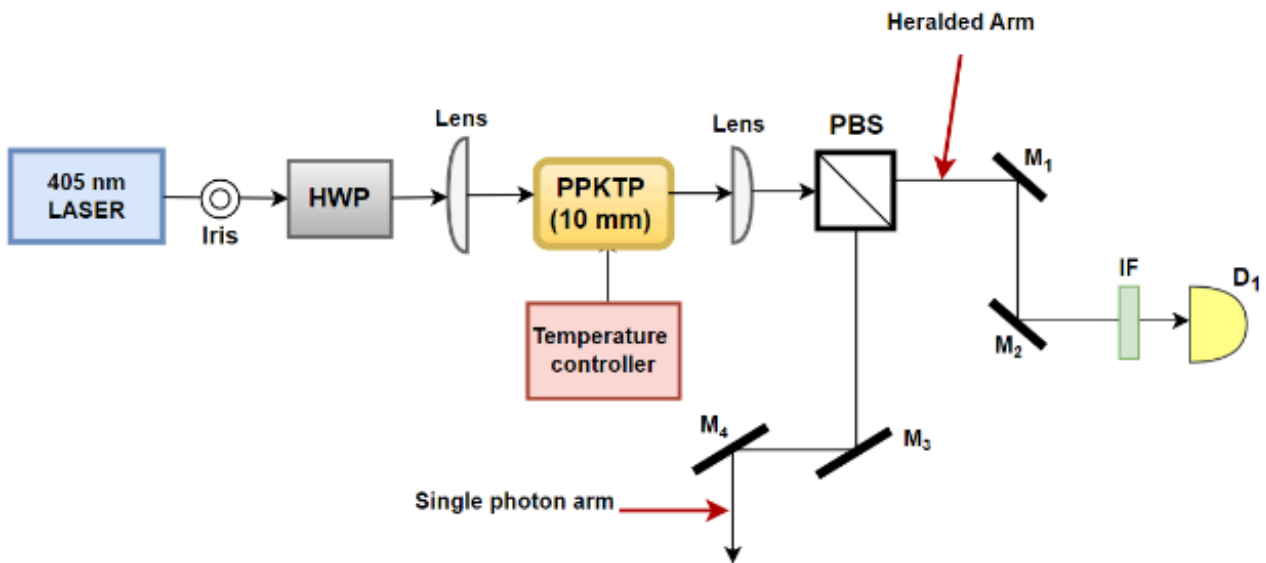 Heralded Arm
Lens
Lens
PBS
M₁
405 nm
LASER
Iris
HWP
PPKTP
(10 mm)
IF
D₁
M₂
Temperature
controller
M₄
M₃
Single photon arm